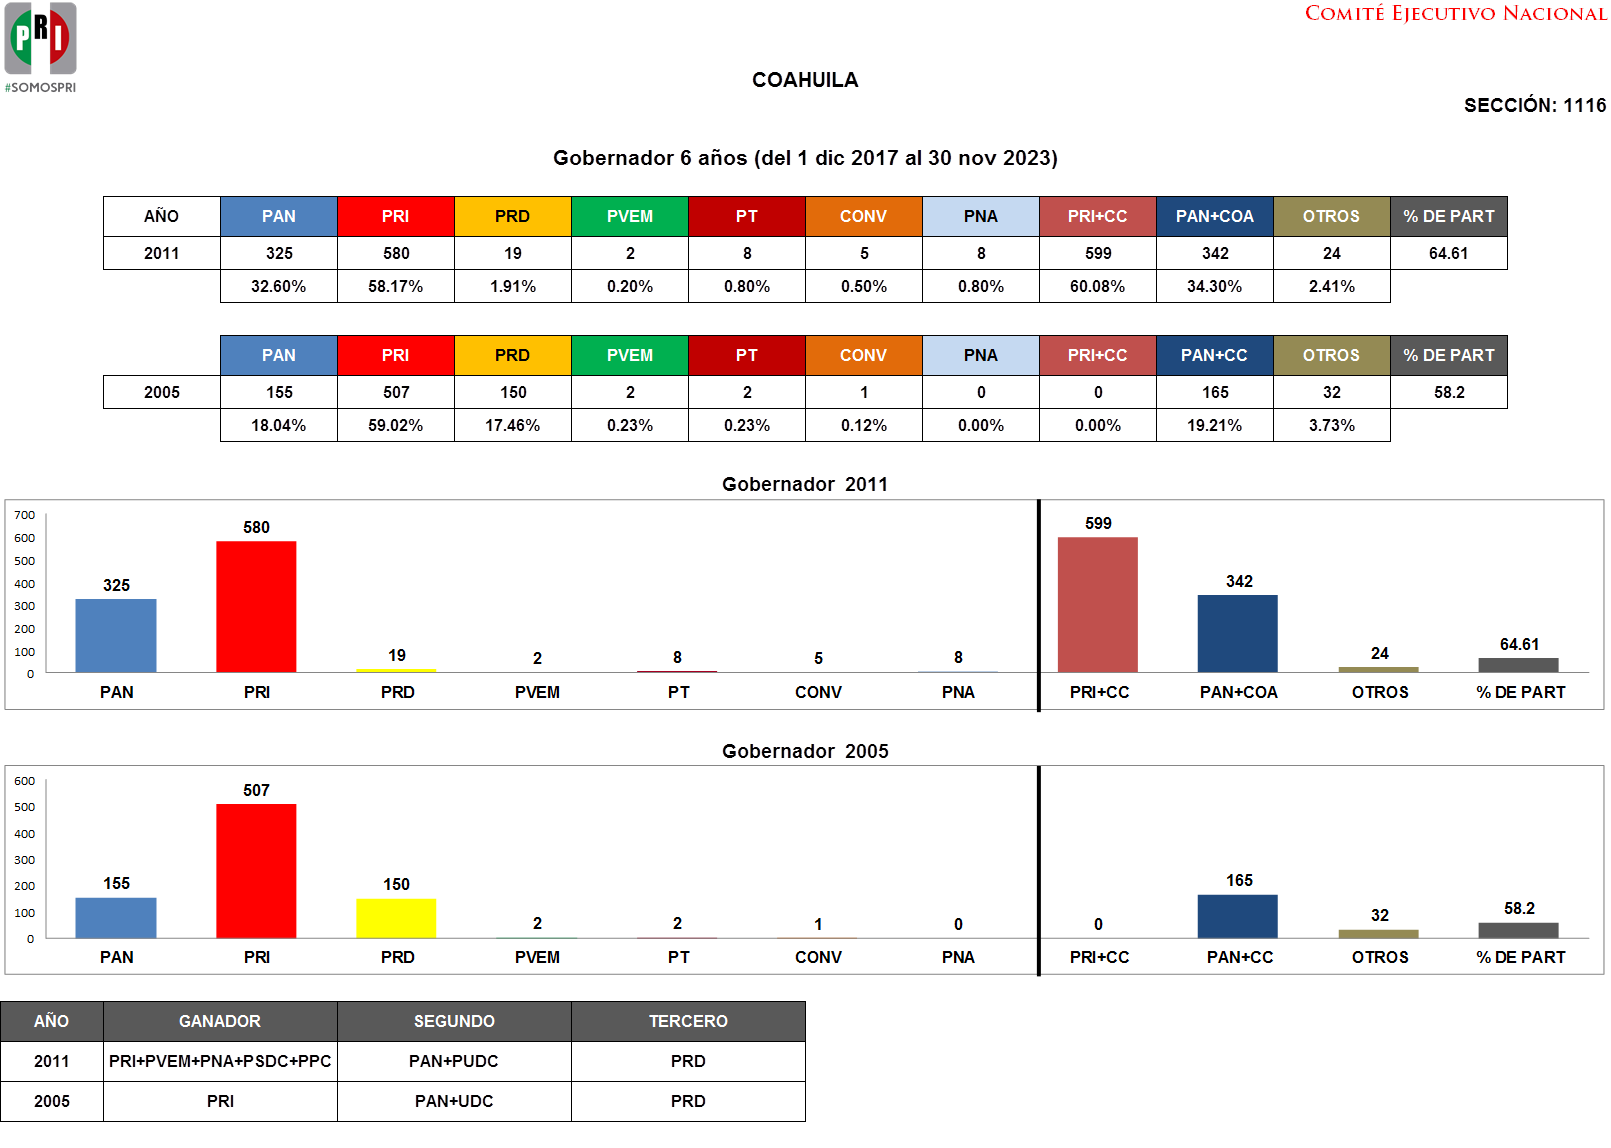 PRI
#SOMOSPRI
COMITÉ EJECUTIVO NACIONAL
COAHUILA
SECCIÓN: 1116
Gobernador 6 años (del 1 dic 2017 al 30 nov 2023)
AÑO PAN PRI PRD PVEM PT CONV PNA PRI+CC PAN+COA OTROS % DE PART
2011 325 580 19 2 8 5 8 599 342 24 64.61
32.60% 58.17% 1.91% 0.20% 0.80% 0.50% 0.80% 60.08% 34.30% 2.41%
PAN PRI PRD PVEM PT CONV PNA PRI+CC PAN+CC OTROS % DE PART
2005 155 507 150 2 2 1 0 0 165 32 58.2
18.04% 59.02% 17.46% 0.23% 0.23% 0.12% 0.00% 0.00% 19.21% 3.73%
Gobernador 2011
700
600
500
400
300
200
100
0
325 580 19 2 8 5 8 599 342 24 64.61
PAN PRI PRD PVEM PT CONV PNA PRI+CC PAN+COA OTROS % DE PART
Gobernador 2005
600
500
400
300
200
100
0
155 507 150 2 2 1 0 0 165 32 58.2
PAN PRI PRD PVEM PT CONV PNA PRI+CC PAN+CC OTROS % DE PART
AÑO GANADOR SEGUNDO TERCERO
2011 PRI+PVEM+PNA+PSDC+PPC PAN+PUDC PRD
2005 PRI PAN+UDC PRD